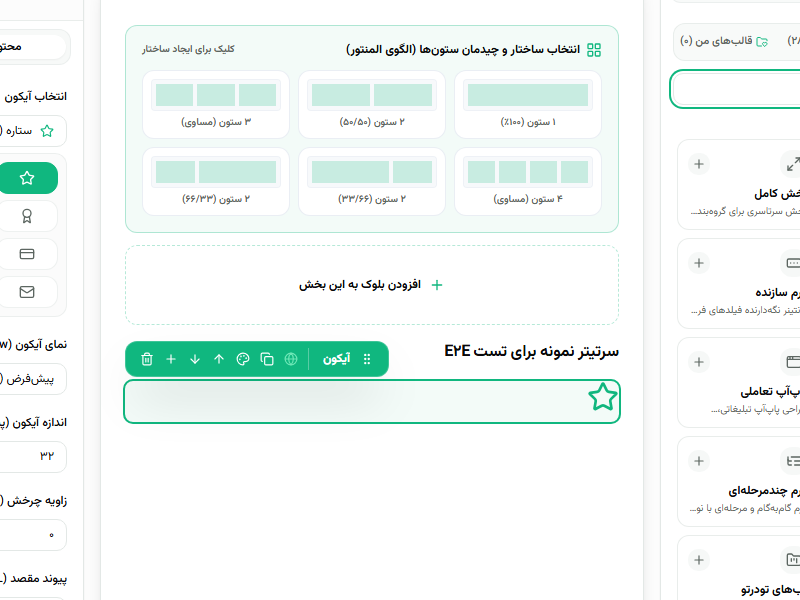 قالب‌های من (۰)
بخش کامل
بخش سرتاسری برای گروه‌بند...
فرم سازنده
کانتینر نگه‌دارنده فیلدهای فر...
پاپ‌آپ تعاملی
طراحی پاپ‌آپ تبلیغاتی،...
فرم چندمرحله‌ای
فرم گام‌به‌گام و مرحله‌ای با نو...
انتخاب ساختار و چیدمان ستون‌ها (الگوی المنتور)
کلیک برای ایجاد ساختار
۱ ستون (۱۰۰٪)
۲ ستون (۵۰/۵۰)
۳ ستون (مساوی)
۴ ستون (مساوی)
۲ ستون (۳۳/۶۶)
۲ ستون (۶۶/۳۳)
افزودن بلوک به این بخش
سرتیتر نمونه برای تست E2E
آیکون
انتخاب آیکون
ستاره (
نمای آیکون (
پیش‌فرض (
اندازه آیکون (
۳۲
زاویه چرخش (
۰
پیوند مقصد (